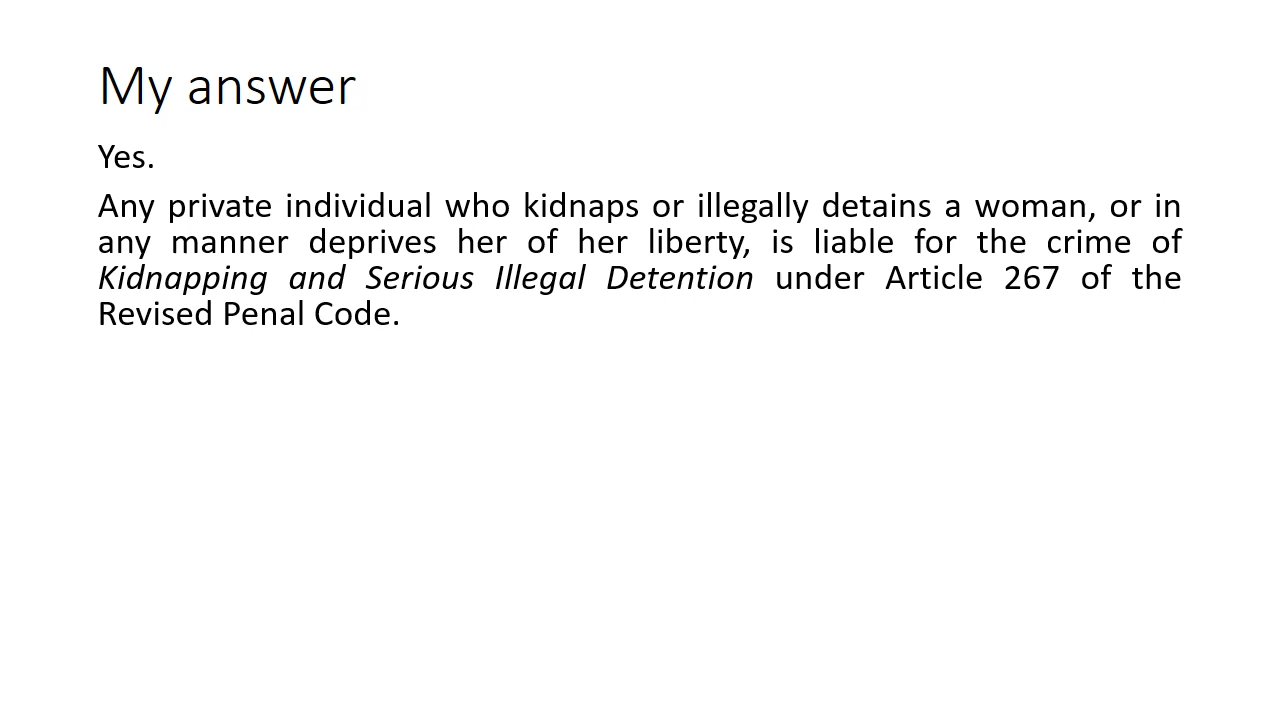 My answer
Yes.
Any private individual who kidnaps or illegally detains a woman, or in
any manner deprives her of her liberty, is liable for the crime of
Kidnapping and Serious Illegal Detention under Article 267 of the
Revised Penal Code.